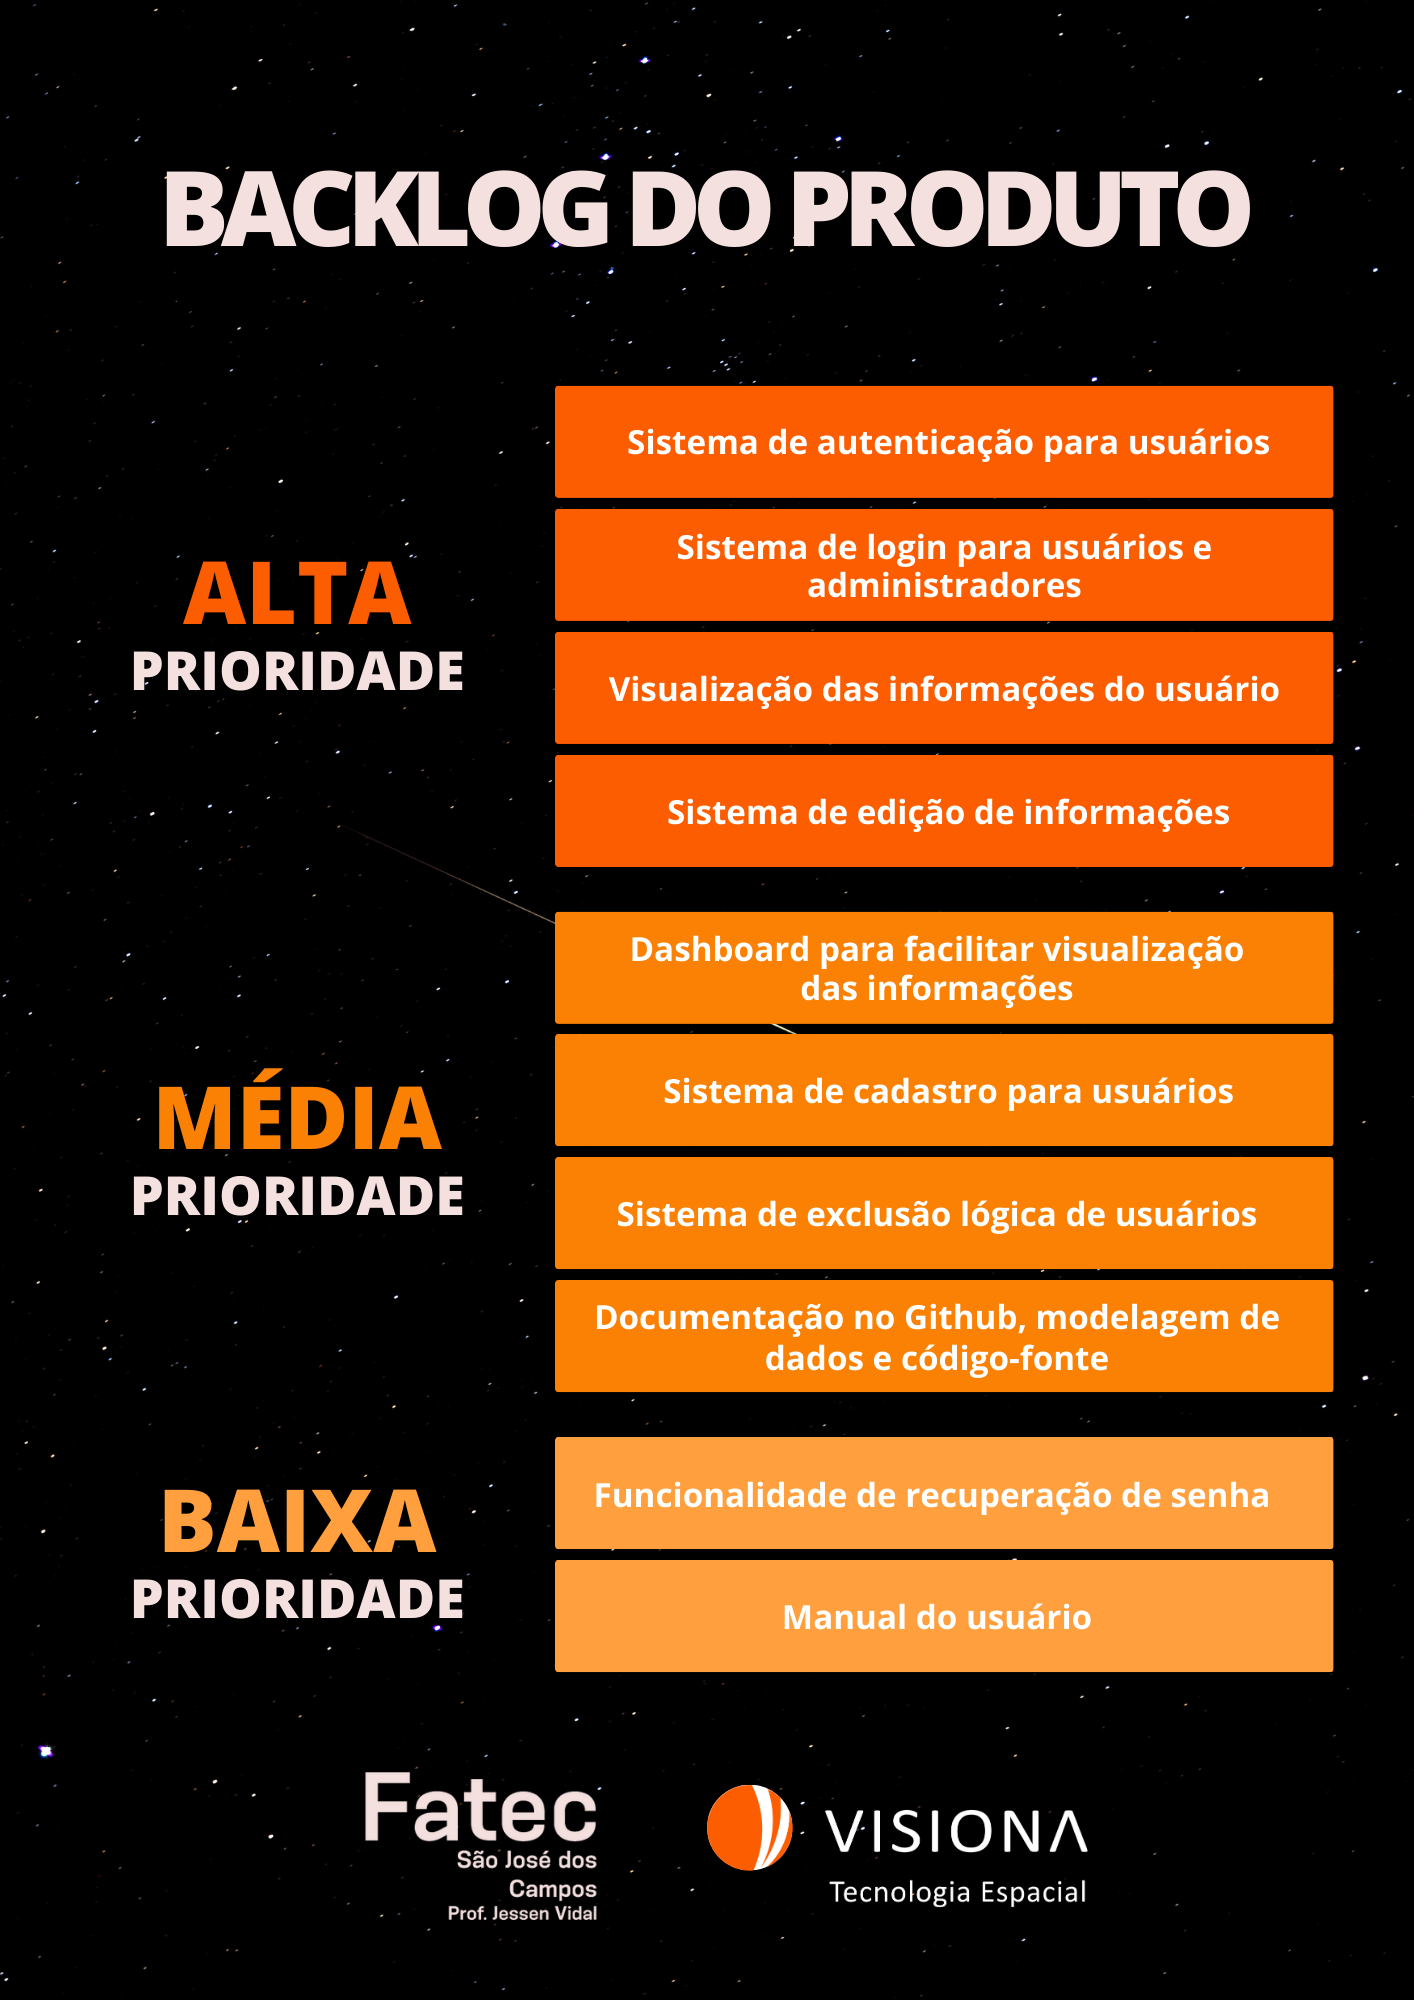 BACKLOG DO PRODUTO
ALTA
PRIORIDADE
Sistema de autenticação para usuários
Sistema de login para usuários e
administradores
Visualização das informações do usuário
Sistema de edição de informações
MÉDIA
PRIORIDADE
Dashboard para facilitar visualização
das informações
Sistema de cadastro para usuários
Sistema de exclusão lógica de usuários
Documentação no Github, modelagem de
dados e código-fonte
BAIXA
PRIORIDADE
Funcionalidade de recuperação de senha
Manual do usuário
Fatec
São José dos
Campos
Prof. Jessen Vidal
VISIONA
Tecnologia Espacial